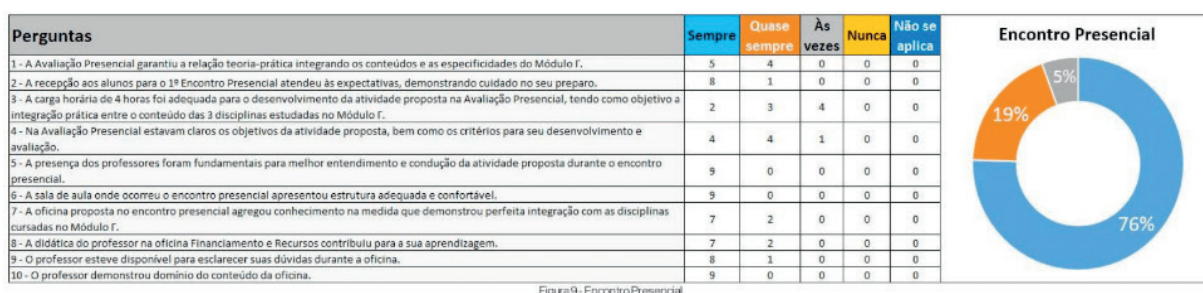 Perguntas Sempre Quase sempre Às vezes Nunca Não se aplica
1 - A Avaliação Presencial garantiu a relação teoria-prática integrando os conteúdos e as especificidades do Módulo Г. 5 4 0 0 0
2 - A recepção aos alunos para o 1º Encontro Presencial atendeu às expectativas, demonstrando cuidado no seu preparo. 8 1 0 0 0
3 - A carga horária de 4 horas foi adequada para o desenvolvimento da atividade proposta na Avaliação Presencial, tendo como objetivo a
integração prática entre o conteúdo das 3 disciplinas estudadas no Módulo Г. 2 3 4 0 0
4 - Na Avaliação Presencial estavam claros os objetivos da atividade proposta, bem como os critérios para seu desenvolvimento e
avaliação. 4 4 1 0 0
5 - A presença dos professores foram fundamentais para melhor entendimento e condução da atividade proposta durante o encontro
presencial. 9 0 0 0 0
6 - A sala de aula onde ocorreu o encontro presencial apresentou estrutura adequada e confortável. 9 0 0 0 0
7 - A oficina proposta no encontro presencial agregou conhecimento na medida que demonstrou perfeita integração com as disciplinas
cursadas no Módulo Г. 7 2 0 0 0
8 - A didática do professor na oficina Financiamento e Recursos contribuiu para a sua aprendizagem. 7 2 0 0 0
9 - O professor esteve disponível para esclarecer suas dúvidas durante a oficina. 8 1 0 0 0
10 - O professor demonstrou domínio do conteúdo da oficina. 9 0 0 0 0
Encontro Presencial
5%
19%
76%
Figura 9 - Encontro Presencial